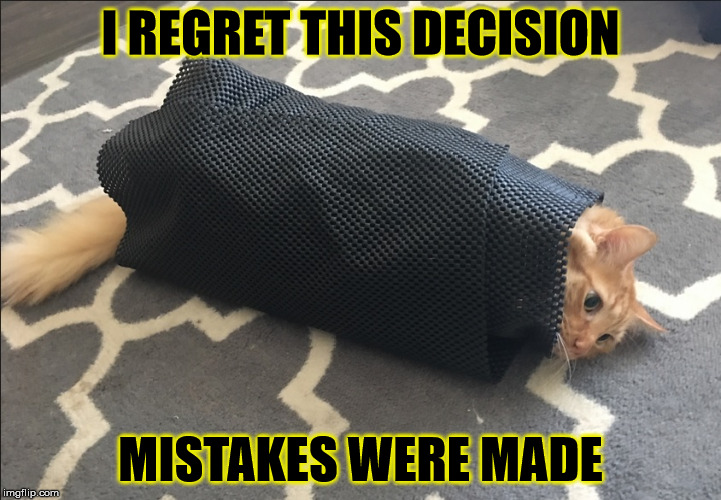 I REGRET THIS DECISION
MISTAKES WERE MADE
imgflip.com